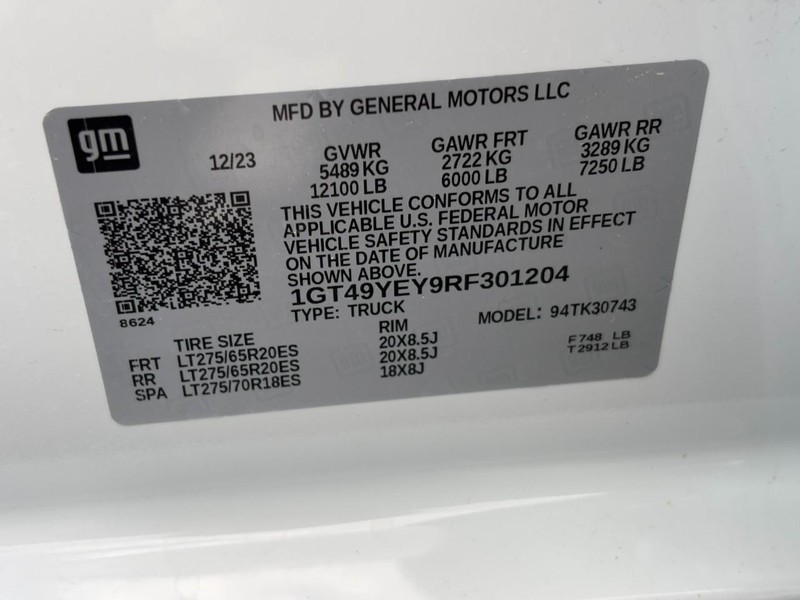 MFD BY GENERAL MOTORS LLC
gm
12/23
GVWR
5489 KG
12100 LB
GAWR FRT
2722 KG
6000 LB
GAWR RR
3289 KG
7250 LB
THIS VEHICLE CONFORMS TO ALL
APPLICABLE U.S. FEDERAL MOTOR
VEHICLE SAFETY STANDARDS IN EFFECT
ON THE DATE OF MANUFACTURE
SHOWN ABOVE.
1GT49YEY9RF301204
8624
TYPE: TRUCK
MODEL: 94TK30743
TIRE SIZE RIM
FRT LT275/65R20ES 20X8.5J
RR LT275/65R20ES 20X8.5J
SPA LT275/70R18ES 18X8J
F 748 LB
T 2912 LB